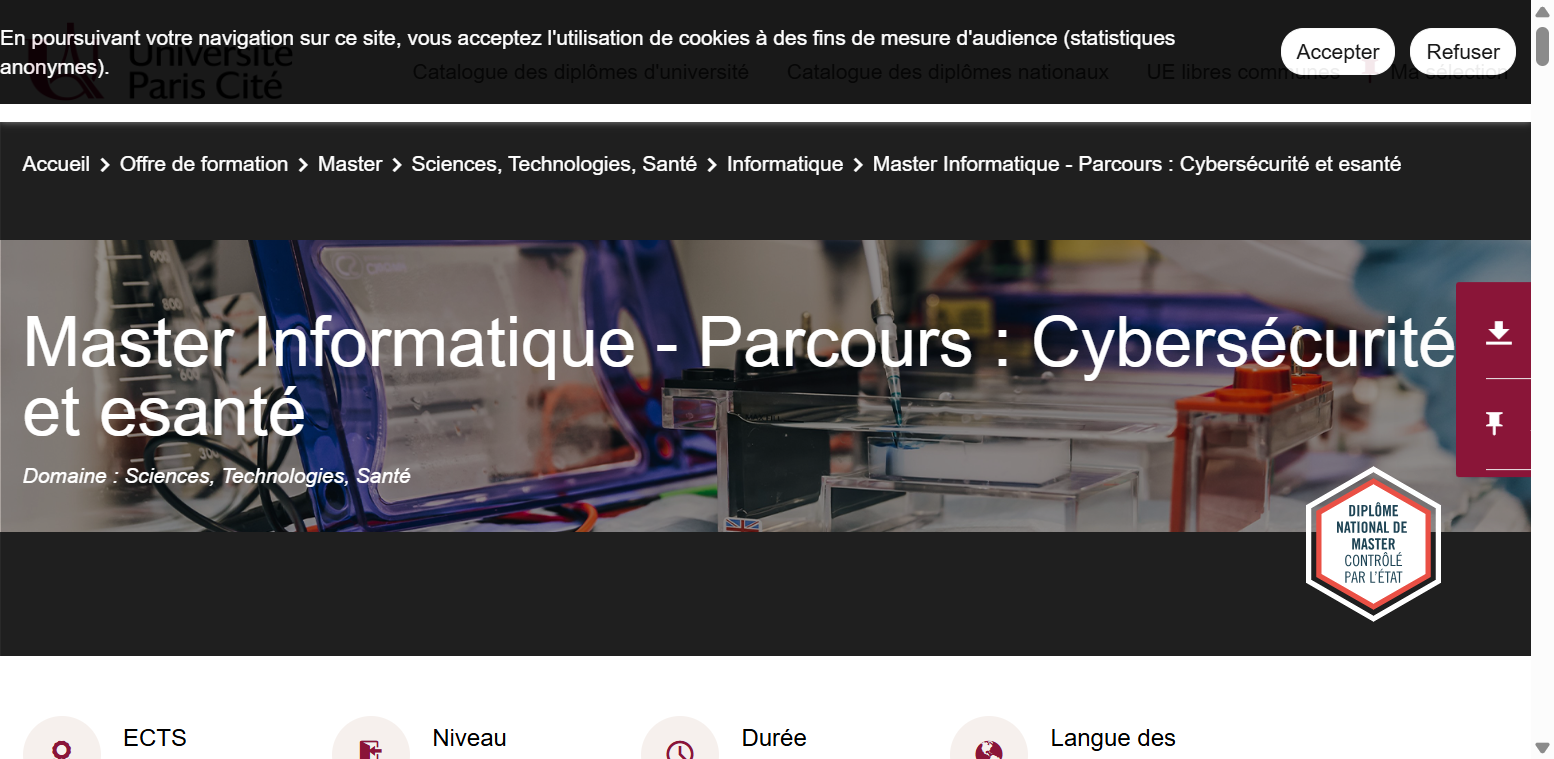 En poursuivant votre navigation sur ce site, vous acceptez l'utilisation de cookies à des fins de mesure d'audience (statistiques
anonymes).
Accepter
Refuser
Université
Paris Cité
Catalogue des diplômes d'université
Catalogue des diplômes nationaux
UE libres communes
Ma sélection
Accueil > Offre de formation > Master > Sciences, Technologies, Santé > Informatique > Master Informatique - Parcours : Cybersécurité et esanté
Master Informatique - Parcours : Cybersécurité
et esanté
Domaine : Sciences, Technologies, Santé
DIPLÔME
NATIONAL DE
MASTER
CONTRÔLÉ
PAR L'ÉTAT
ECTS
Niveau
Durée
Langue des